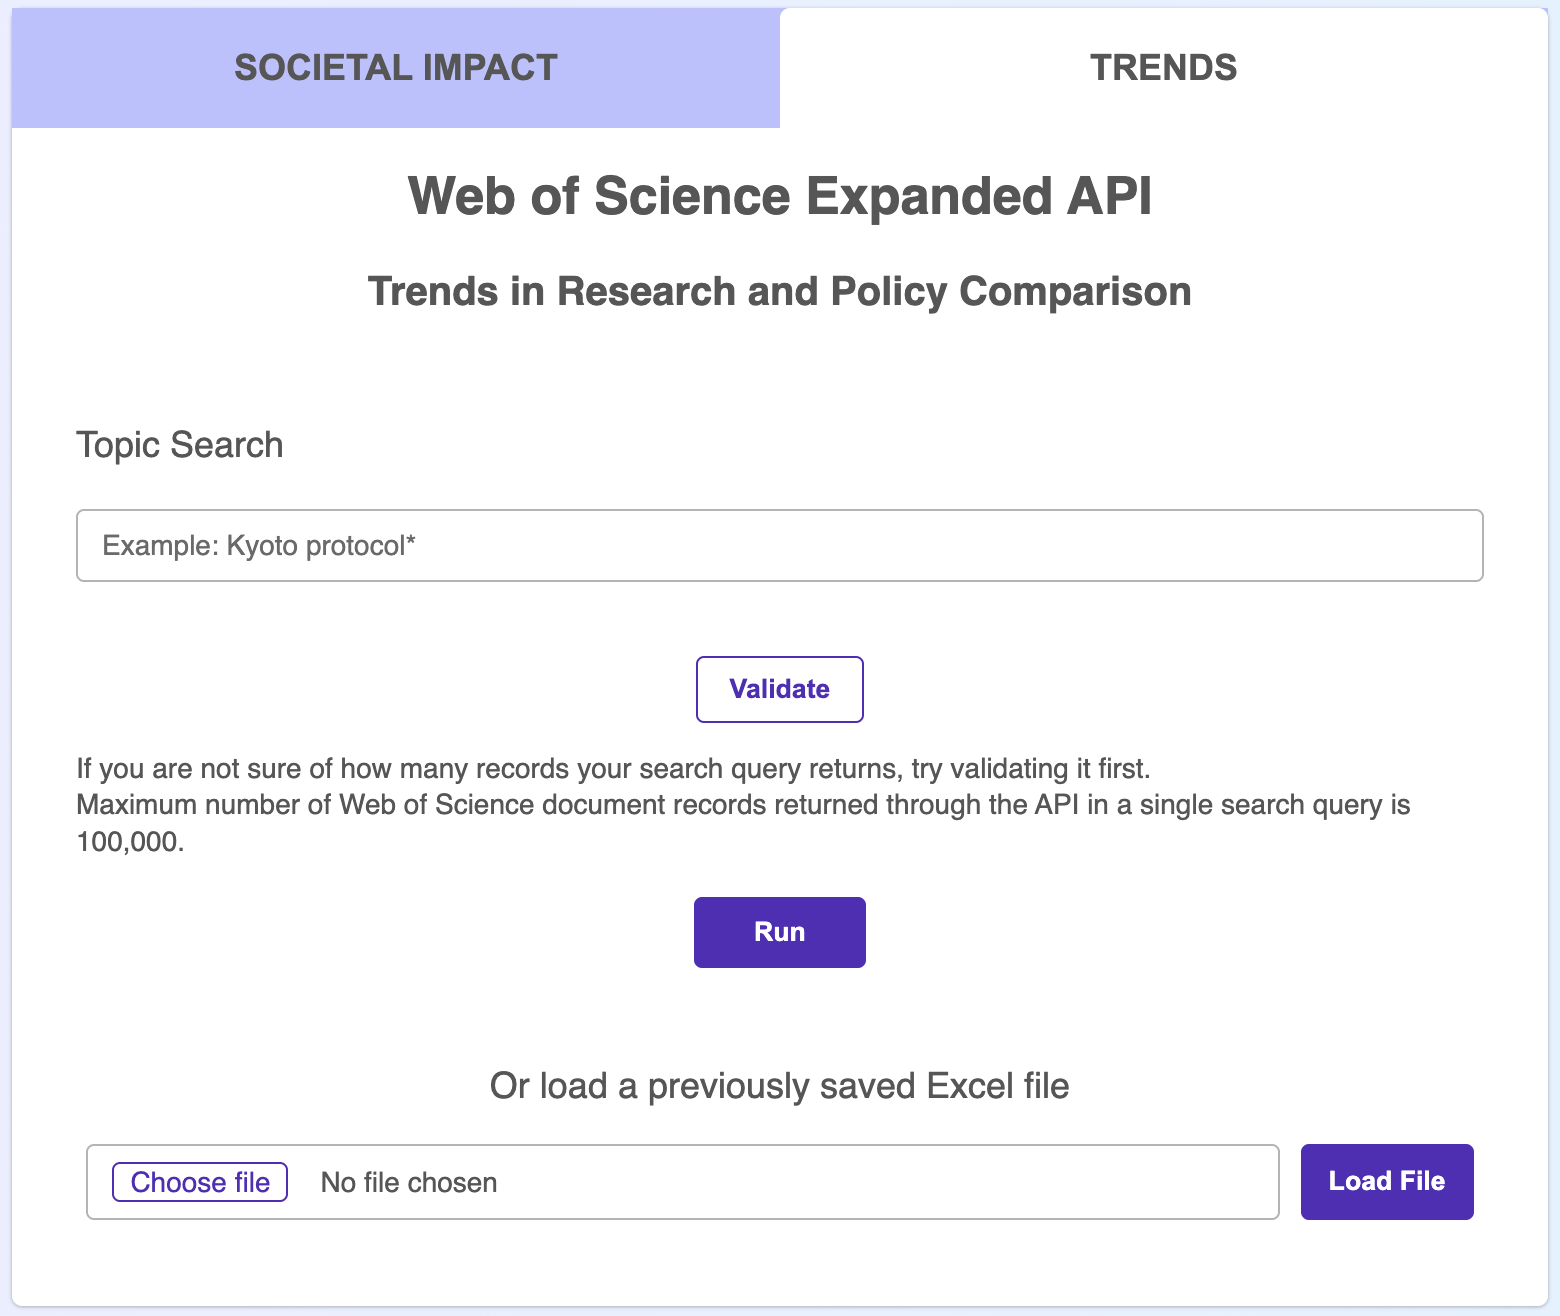 SOCIETAL IMPACT
TRENDS
Web of Science Expanded API
Trends in Research and Policy Comparison
Topic Search
Example: Kyoto protocol*
Validate
If you are not sure of how many records your search query returns, try validating it first.
Maximum number of Web of Science document records returned through the API in a single search query is
100,000.
Run
Or load a previously saved Excel file
Choose file
No file chosen
Load File